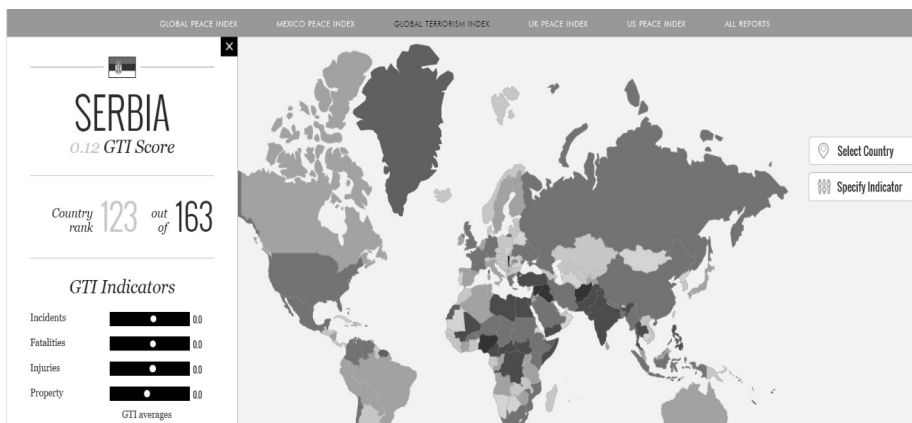 GLOBAL PEACE INDEX MEXICO PEACE INDEX GLOBAL TERRORISM INDEX UK PEACE INDEX US PEACE INDEX ALL REPORTS
SERBIA
0.12 GTI Score
Country rank 123 out of 163
GTI Indicators
Incidents 0.0
Fatalities 0.0
Injuries 0.0
Property 0.0
GTI averages
Select Country
Specify Indicator